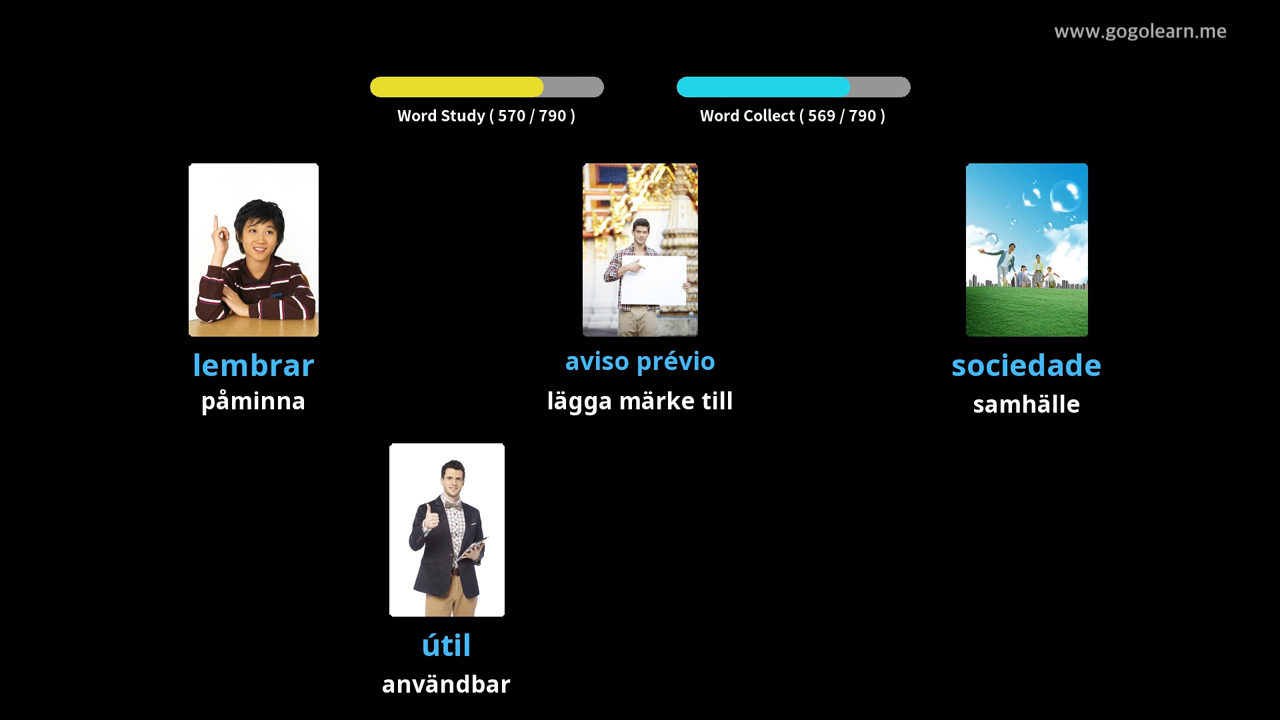 www.gogolearn.me
Word Study ( 570 / 790 )
Word Collect ( 569 / 790 )
lembrar
påminna
aviso prévio
lägga märke till
sociedade
samhälle
útil
användbar